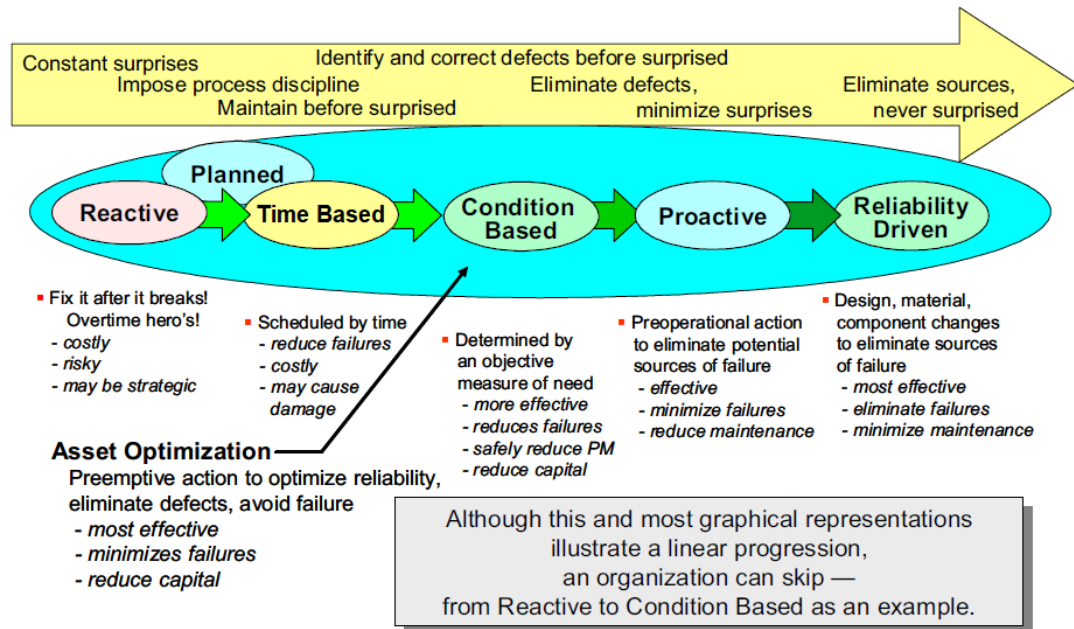 Constant surprises
Identify and correct defects before surprised
Impose process discipline
Maintain before surprised
Eliminate defects,
minimize surprises
Eliminate sources,
never surprised
Planned
Reactive
Time Based
Condition
Based
Proactive
Reliability
Driven
▪ Fix it after it breaks!
Overtime hero's!
- costly
- risky
- may be strategic
▪ Scheduled by time
- reduce failures
- costly
- may cause
damage
▪ Determined by
an objective
measure of need
- more effective
- reduces failures
- safely reduce PM
- reduce capital
▪ Preoperational action
to eliminate potential
sources of failure
- effective
- minimize failures
- reduce maintenance
▪ Design, material,
component changes
to eliminate sources
of failure
- most effective
- eliminate failures
- minimize maintenance
Asset Optimization
Preemptive action to optimize reliability,
eliminate defects, avoid failure
- most effective
- minimizes failures
- reduce capital
Although this and most graphical representations
illustrate a linear progression,
an organization can skip —
from Reactive to Condition Based as an example.